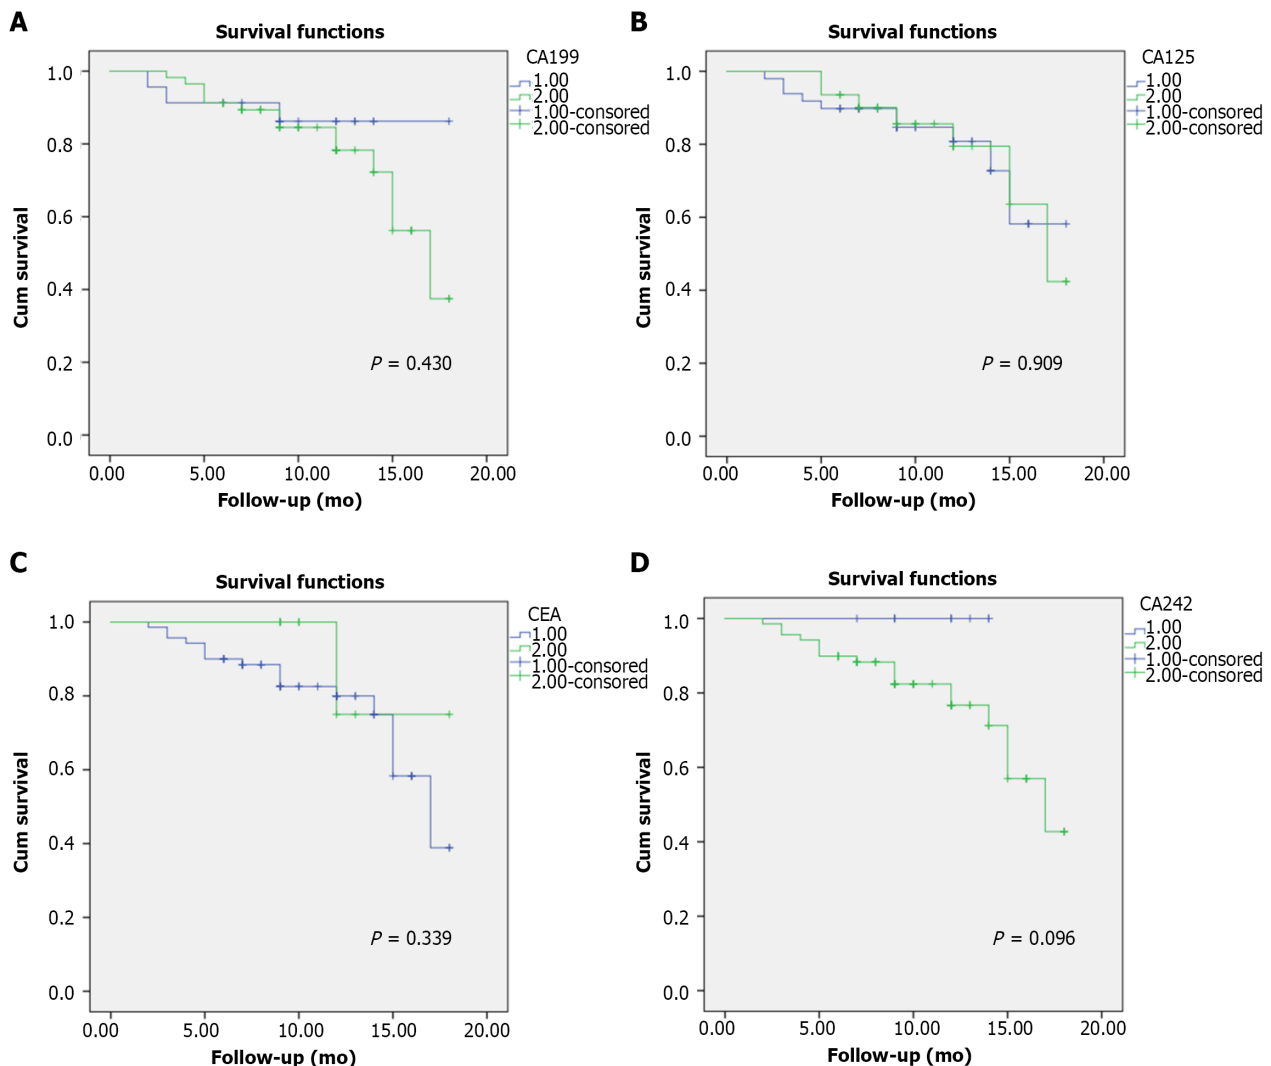 A
Survival functions
CA199
1.00
2.00
1.00-consored
2.00-consored
1.0
0.8
0.6
0.4
0.2
0.0
Cum survival
P = 0.430
0.00 5.00 10.00 15.00 20.00
Follow-up (mo)
B
Survival functions
CA125
1.00
2.00
1.00-consored
2.00-consored
1.0
0.8
0.6
0.4
0.2
0.0
Cum survival
P = 0.909
0.00 5.00 10.00 15.00 20.00
Follow-up (mo)
C
Survival functions
CEA
1.00
2.00
1.00-consored
2.00-consored
1.0
0.8
0.6
0.4
0.2
0.0
Cum survival
P = 0.339
0.00 5.00 10.00 15.00 20.00
Follow-up (mo)
D
Survival functions
CA242
1.00
2.00
1.00-consored
2.00-consored
1.0
0.8
0.6
0.4
0.2
0.0
Cum survival
P = 0.096
0.00 5.00 10.00 15.00 20.00
Follow-up (mo)